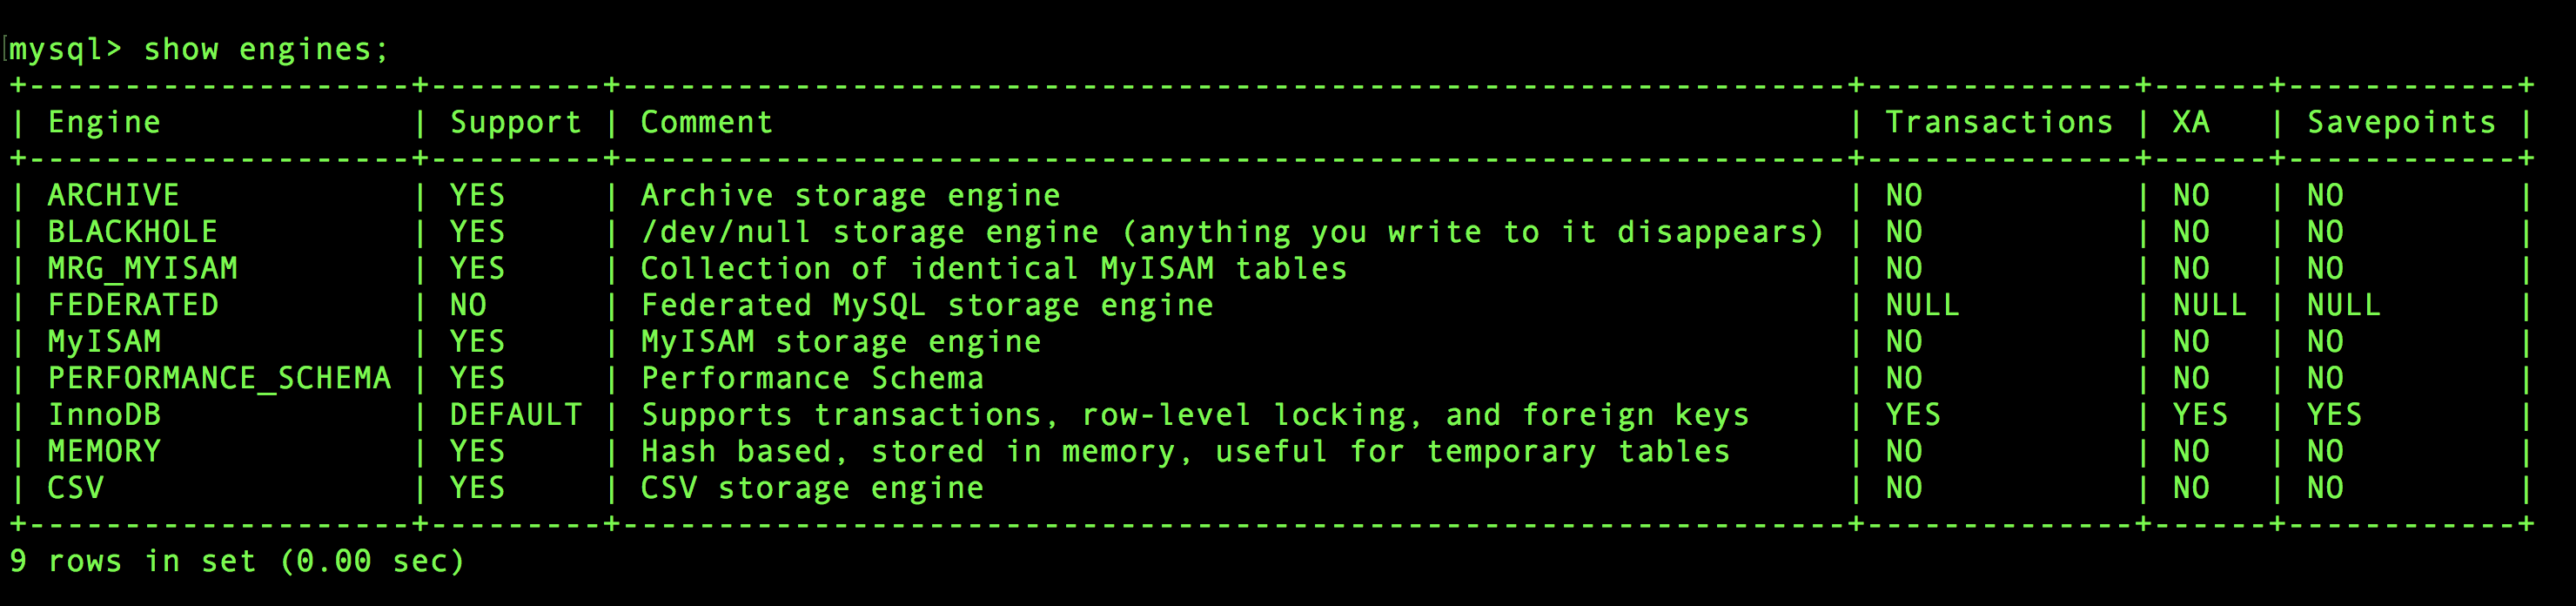 mysql> show engines;
+--------------------+---------+----------------------------------------------------------------+--------------+------+------------+
| Engine             | Support | Comment                                                        | Transactions | XA   | Savepoints |
+--------------------+---------+----------------------------------------------------------------+--------------+------+------------+
| ARCHIVE            | YES     | Archive storage engine                                         | NO           | NO   | NO         |
| BLACKHOLE          | YES     | /dev/null storage engine (anything you write to it disappears) | NO           | NO   | NO         |
| MRG_MYISAM         | YES     | Collection of identical MyISAM tables                          | NO           | NO   | NO         |
| FEDERATED          | NO      | Federated MySQL storage engine                                 | NULL         | NULL | NULL       |
| MyISAM             | YES     | MyISAM storage engine                                          | NO           | NO   | NO         |
| PERFORMANCE_SCHEMA | YES     | Performance Schema                                             | NO           | NO   | NO         |
| InnoDB             | DEFAULT | Supports transactions, row-level locking, and foreign keys     | YES          | YES  | YES        |
| MEMORY             | YES     | Hash based, stored in memory, useful for temporary tables      | NO           | NO   | NO         |
| CSV                | YES     | CSV storage engine                                             | NO           | NO   | NO         |
+--------------------+---------+----------------------------------------------------------------+--------------+------+------------+
9 rows in set (0.00 sec)